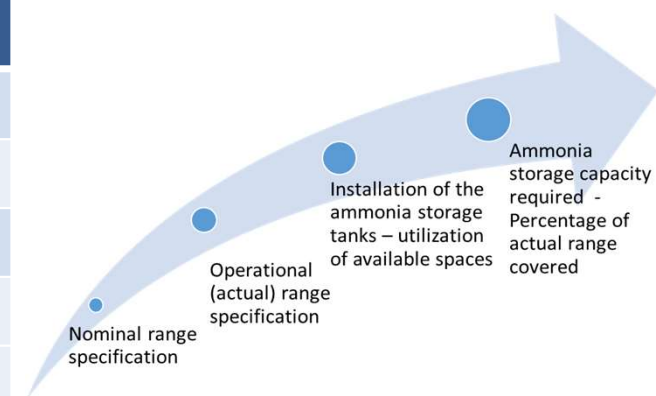 Nominal range
specification
Operational
(actual) range
specification
Installation of the
ammonia storage
tanks – utilization
of available spaces
Ammonia
storage capacity
required -
Percentage of
actual range
covered